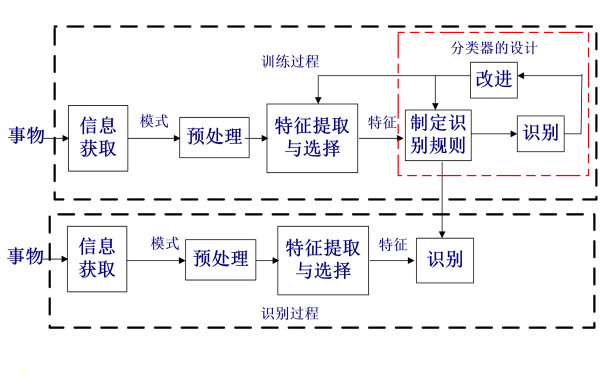 分类器的设计
训练过程
改进
事物
信息
获取
模式
预处理
特征提取
与选择
特征
制定识
别规则
识别
事物
信息
获取
模式
预处理
特征提取
与选择
特征
识别
识别过程